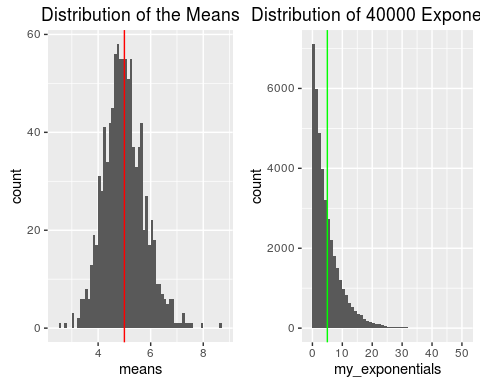 Distribution of the Means
60
40
20
0
count
4 6 8
means
Distribution of 40000 Expone
6000
4000
2000
0
count
0 10 20 30 40 50
my_exponentials